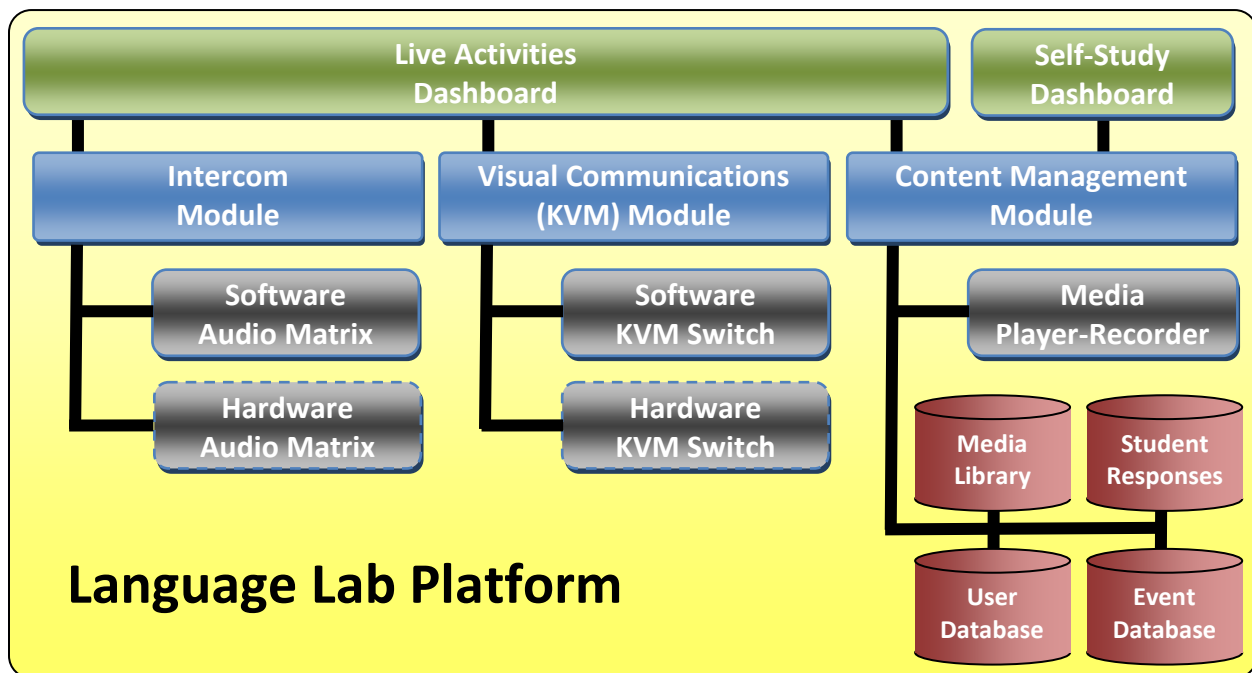 Live Activities
Dashboard
Self-Study
Dashboard
Intercom
Module
Visual Communications
(KVM) Module
Content Management
Module
Software
Audio Matrix
Software
KVM Switch
Media
Player-Recorder
Hardware
Audio Matrix
Hardware
KVM Switch
Media
Library
Student
Responses
User
Database
Event
Database
Language Lab Platform